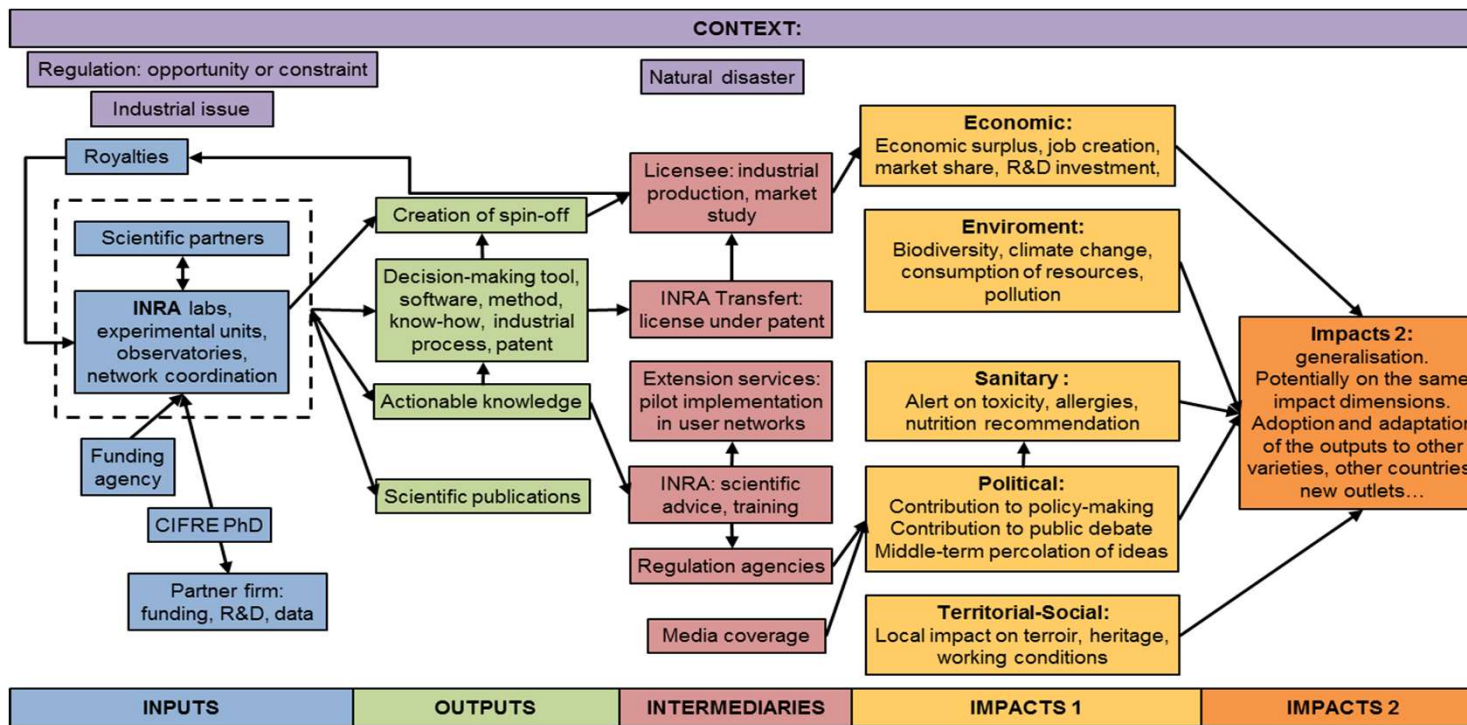 CONTEXT:
Regulation: opportunity or constraint
Industrial issue
Natural disaster
Royalties
Scientific partners
INRA labs,
experimental units,
observatories,
network coordination
Funding
agency
CIFRE PhD
Partner firm:
funding, R&D, data
Creation of spin-off
Decision-making tool,
software, method,
know-how, industrial
process, patent
Actionable knowledge
Scientific publications
Licensee: industrial
production, market
study
INRA Transfert:
license under patent
Extension services:
pilot implementation
in user networks
INRA: scientific
advice, training
Regulation agencies
Media coverage
Economic:
Economic surplus, job creation,
market share, R&D investment,
Enviroment:
Biodiversity, climate change,
consumption of resources,
pollution
Sanitary :
Alert on toxicity, allergies,
nutrition recommendation
Political:
Contribution to policy-making
Contribution to public debate
Middle-term percolation of ideas
Territorial-Social:
Local impact on terroir, heritage,
working conditions
Impacts 2:
generalisation.
Potentially on the same
impact dimensions.
Adoption and adaptation
of the outputs to other
varieties, other countries
new outlets…
INPUTS
OUTPUTS
INTERMEDIARIES
IMPACTS 1
IMPACTS 2